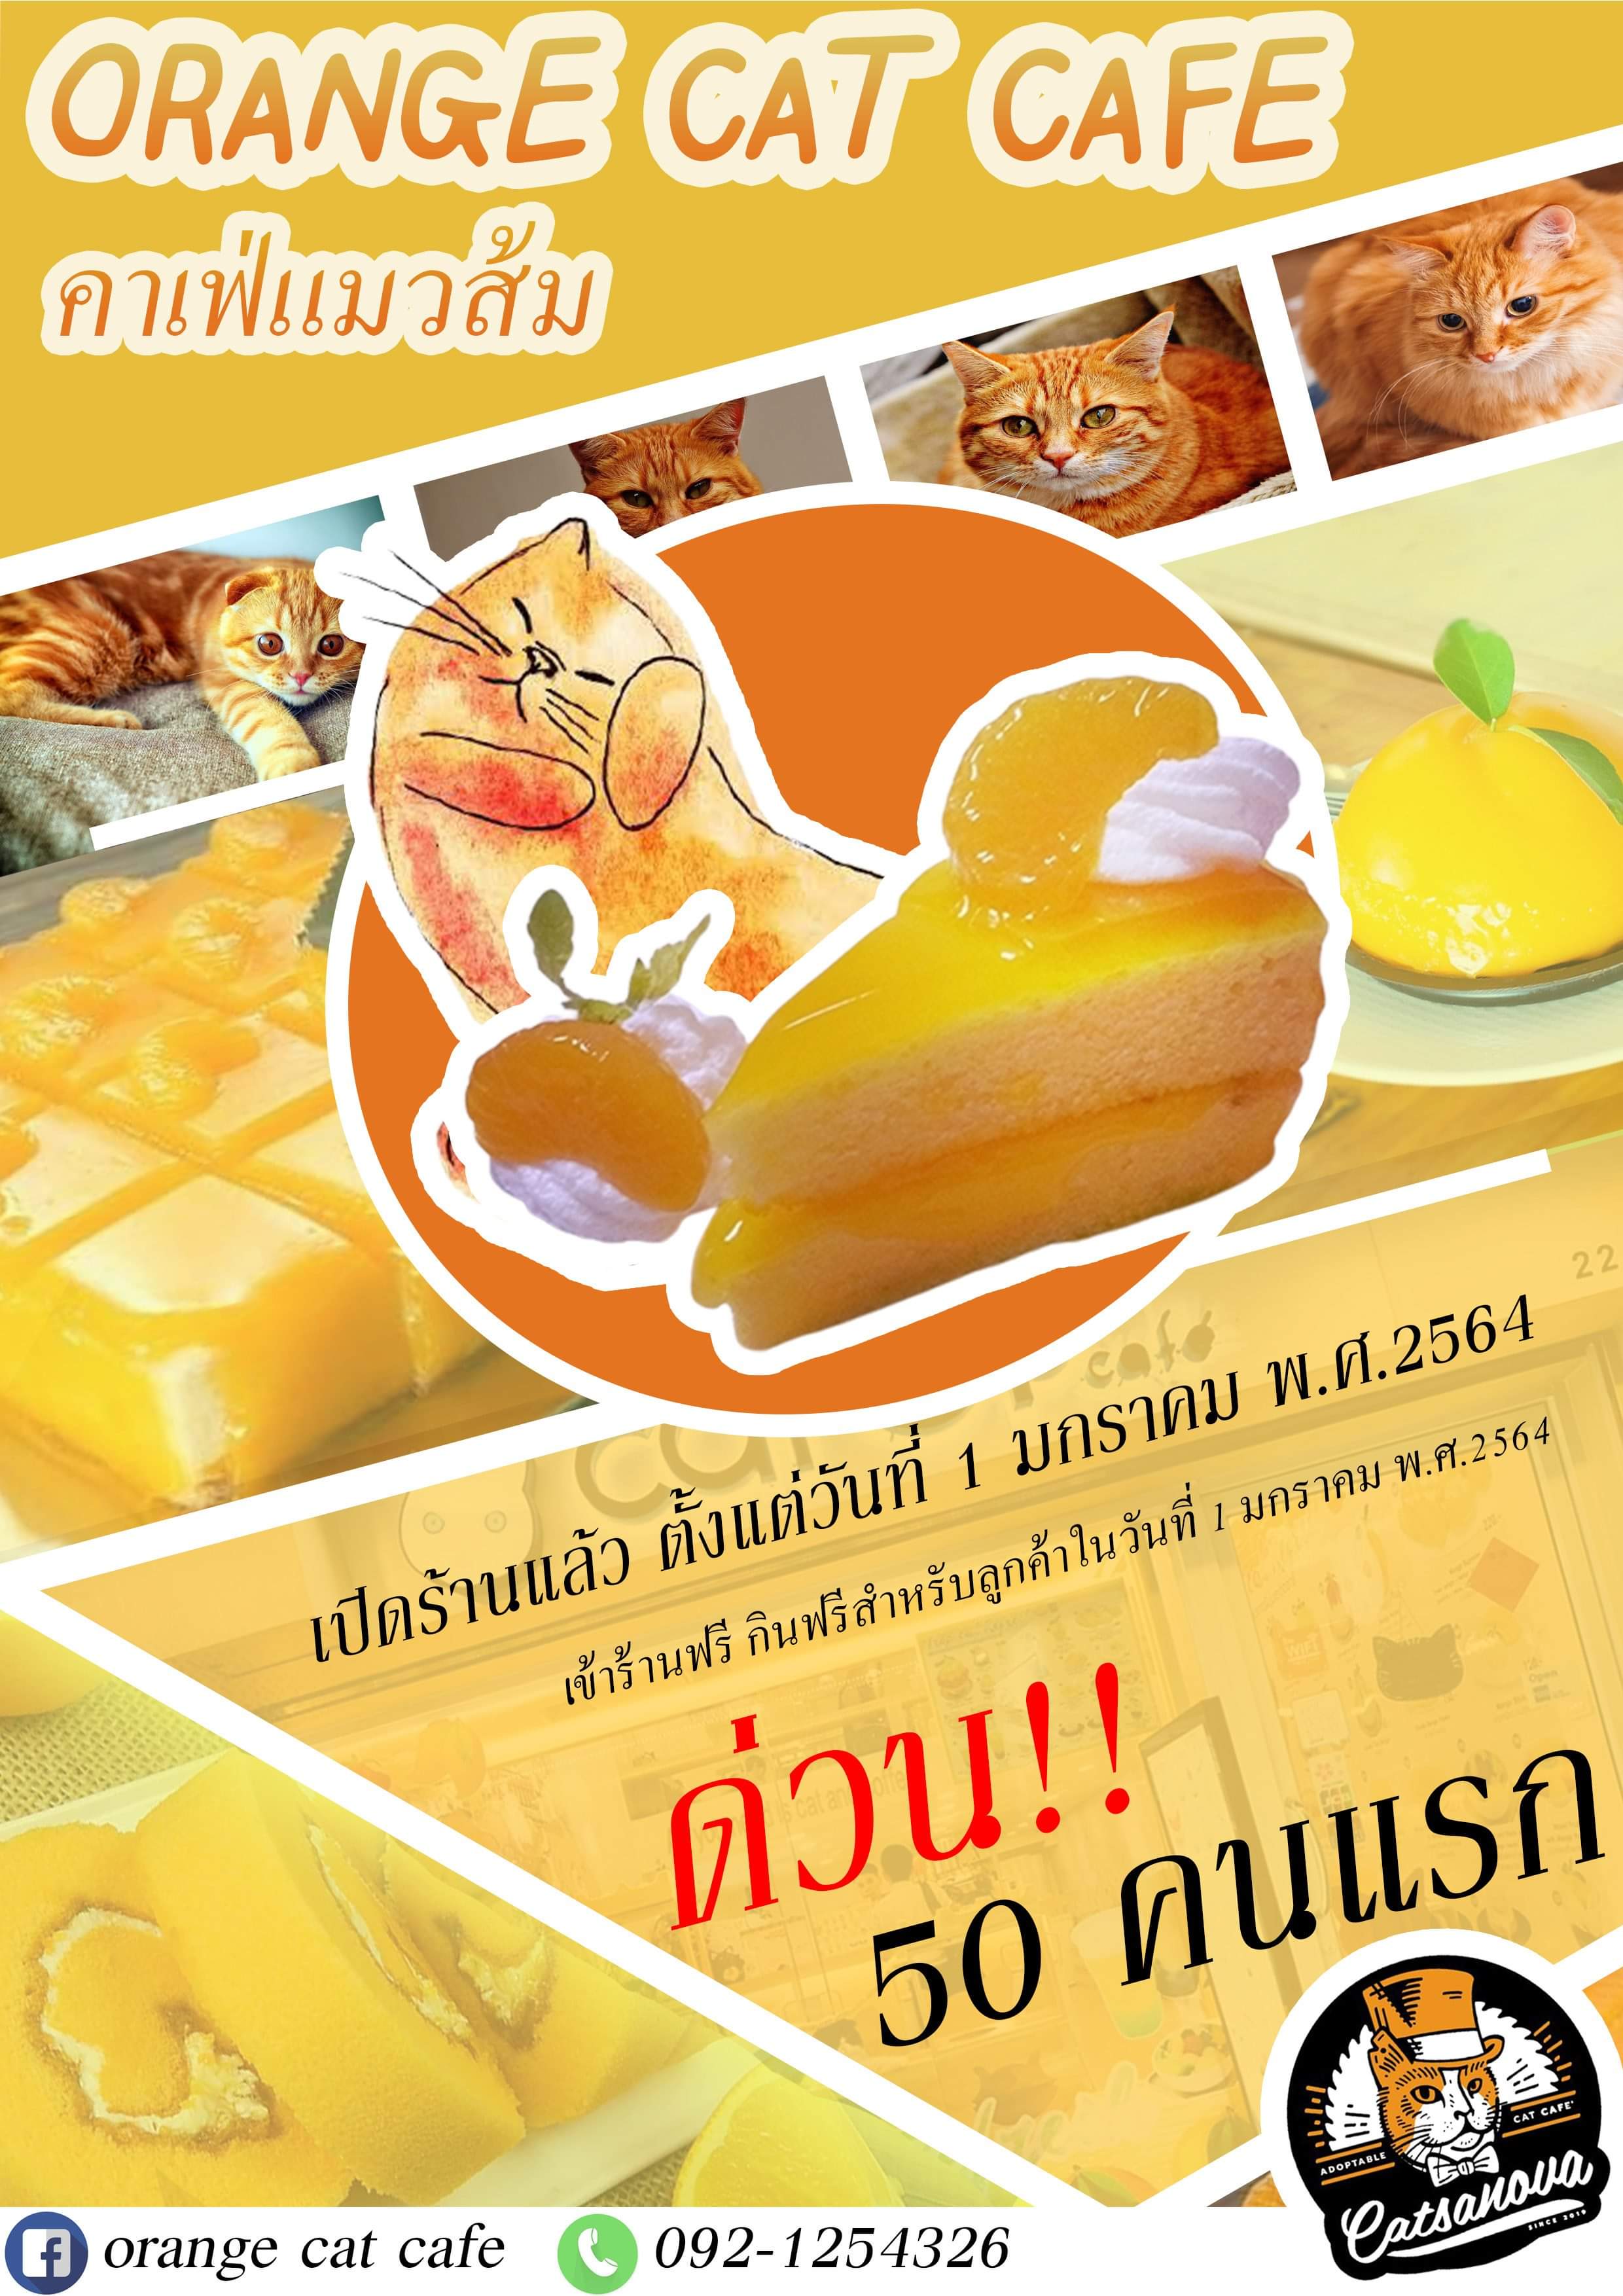 ORANGE CAT CAFE
คาเฟ่แมวส้ม
22
café
เปิดร้านแล้ว ตั้งแต่วันที่ 1 มกราคม พ.ศ.2564
เข้าร้านฟรี กินฟรีสำหรับลูกค้าในวันที่ 1 มกราคม พ.ศ.2564
ด่วน!!
50 คนแรก
ADOPTABLE CAT CAFE'
Catsanova
SINCE 2019
orange cat cafe 092-1254326